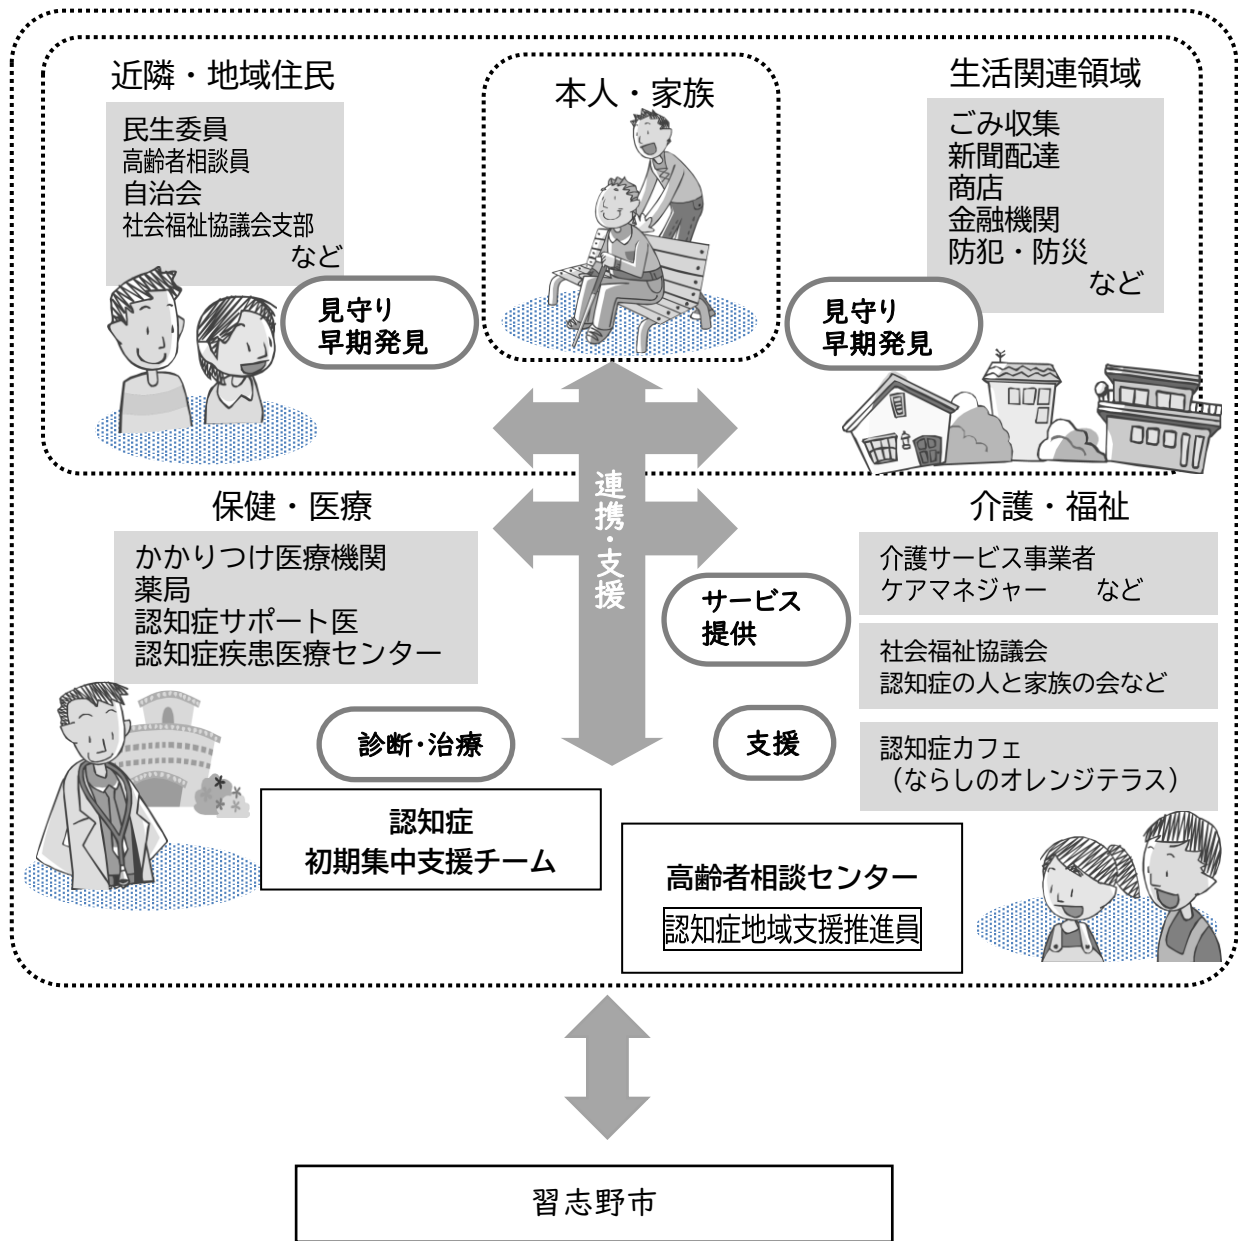 近隣・地域住民
民生委員
高齢者相談員
自治会
社会福祉協議会支部
など
見守り
早期発見
本人・家族
生活関連領域
ごみ収集
新聞配達
商店
金融機関
防犯・防災
など
見守り
早期発見
連携・支援
保健・医療
かかりつけ医療機関
薬局
認知症サポート医
認知症疾患医療センター
診断・治療
認知症
初期集中支援チーム
介護・福祉
介護サービス事業者
ケアマネジャー　　など
サービス
提供
社会福祉協議会
認知症の人と家族の会など
支援
認知症カフェ
（ならしのオレンジテラス）
高齢者相談センター
認知症地域支援推進員
習志野市